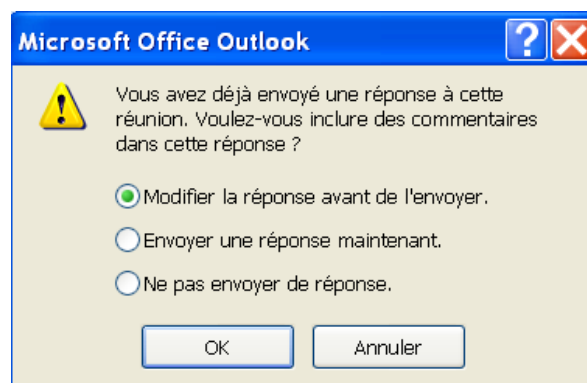 Microsoft Office Outlook
Vous avez déjà envoyé une réponse à cette
réunion. Voulez-vous inclure des commentaires
dans cette réponse ?
Modifier la réponse avant de l'envoyer.
Envoyer une réponse maintenant.
Ne pas envoyer de réponse.
OK
Annuler